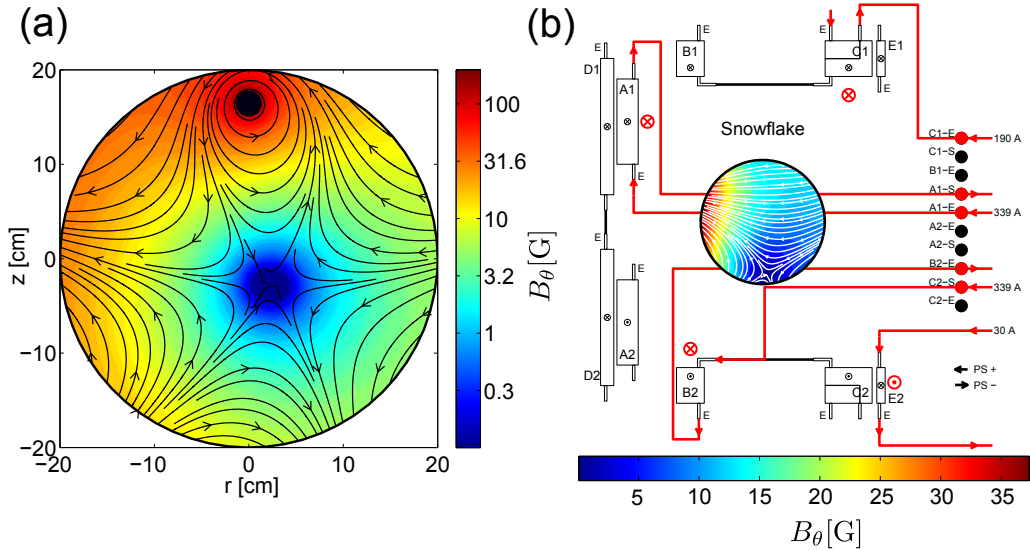 (a)
20
10
0
−10
−20
z [cm]
−20
−10
0
10
20
r [cm]
100
31.6
10
3.2
1
0.3
Bθ[G]
(b)
E
D1
A1
E
E
B1
E
C1
E1
E
Snowflake
C1−E
190 A
C1−S
B1−E
A1−S
A1−E
339 A
A2−E
A2−S
B2−E
C2−S
339 A
C2−E
30 A
PS +
PS −
E
E
A2
D2
B2
E
C2
E
E2
E
5
10
15
20
25
30
35
Bθ[G]